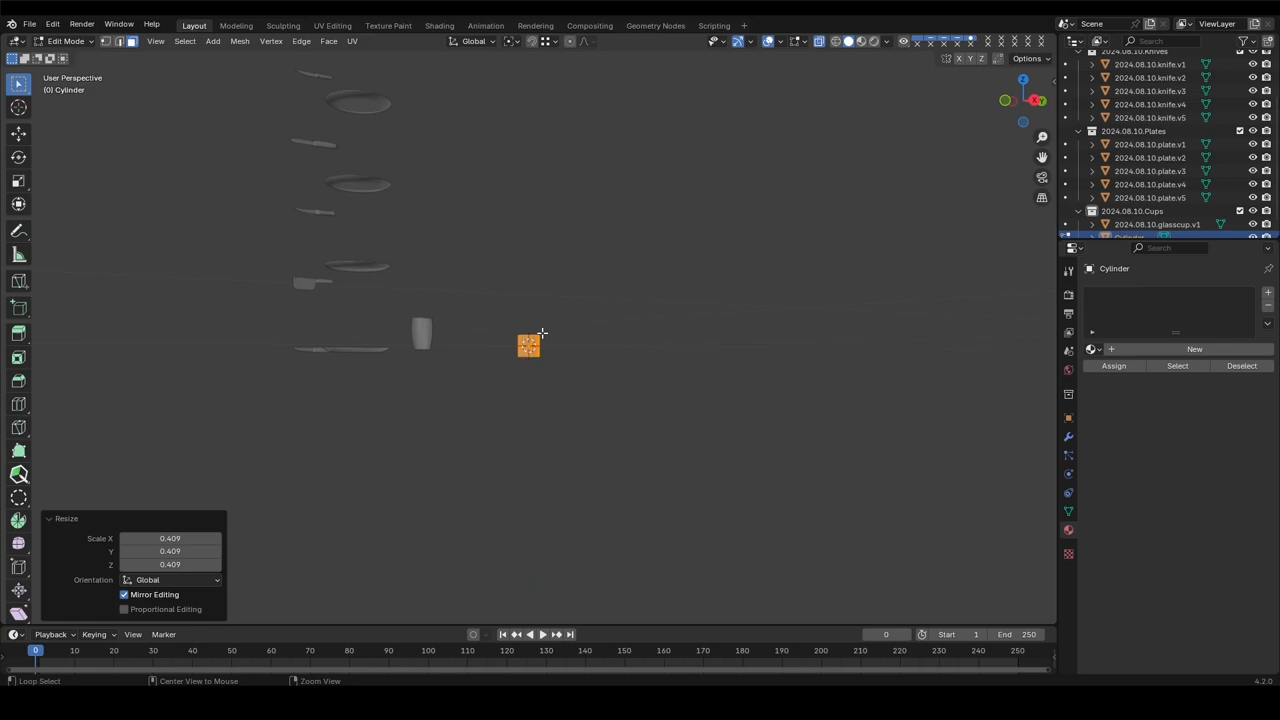 File Edit Render Window Help Layout Modeling Sculpting UV Editing Texture Paint Shading Animation Rendering Compositing Geometry Nodes Scripting + Scene ViewLayer
Edit Mode View Select Add Mesh Vertex Edge Face UV Global Search
X Y Z Options
User Perspective
(0) Cylinder
2024.08.10.Knives
2024.08.10.knife.v1
2024.08.10.knife.v2
2024.08.10.knife.v3
2024.08.10.knife.v4
2024.08.10.knife.v5
2024.08.10.Plates
2024.08.10.plate.v1
2024.08.10.plate.v2
2024.08.10.plate.v3
2024.08.10.plate.v4
2024.08.10.plate.v5
2024.08.10.Cups
2024.08.10.glasscup.v1
Cylinder
Search
Cylinder
New
Assign Select Deselect
Z
X Y
Resize
Scale X 0.409
Y 0.409
Z 0.409
Orientation Global
Mirror Editing
Proportional Editing
Playback Keying View Marker 0 Start 1 End 250
0 10 20 30 40 50 60 70 80 90 100 110 120 130 140 150 160 170 180 190 200 210 220 230 240 250
Loop Select Center View to Mouse Zoom View 4.2.0